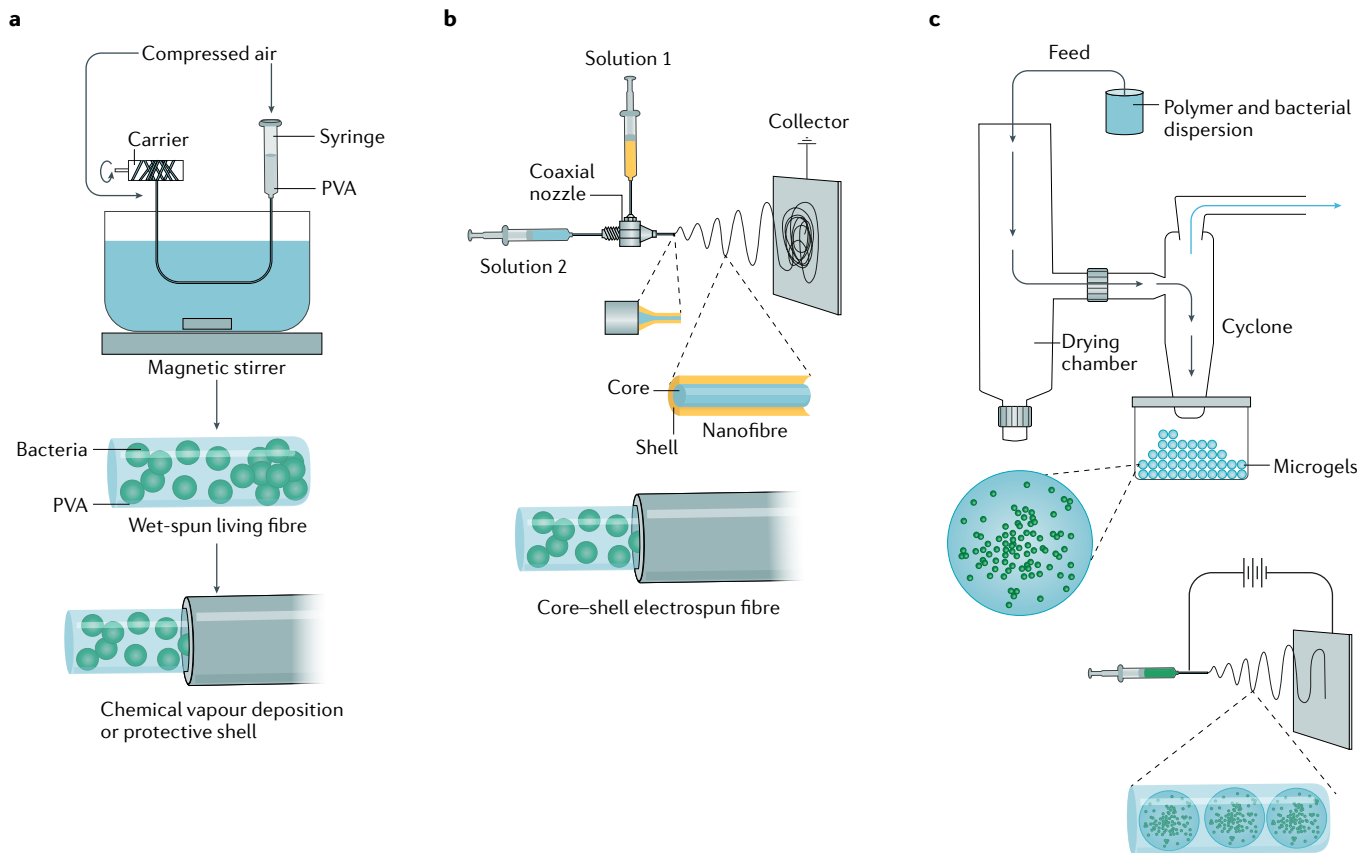 a
Compressed air
Carrier
Syringe
PVA
Magnetic stirrer
Bacteria
PVA
Wet-spun living fibre
Chemical vapour deposition
or protective shell
b
Solution 1
Collector
Coaxial
nozzle
Solution 2
Core
Shell
Nanofibre
Core–shell electrospun fibre
c
Feed
Polymer and bacterial
dispersion
Drying
chamber
Cyclone
Microgels